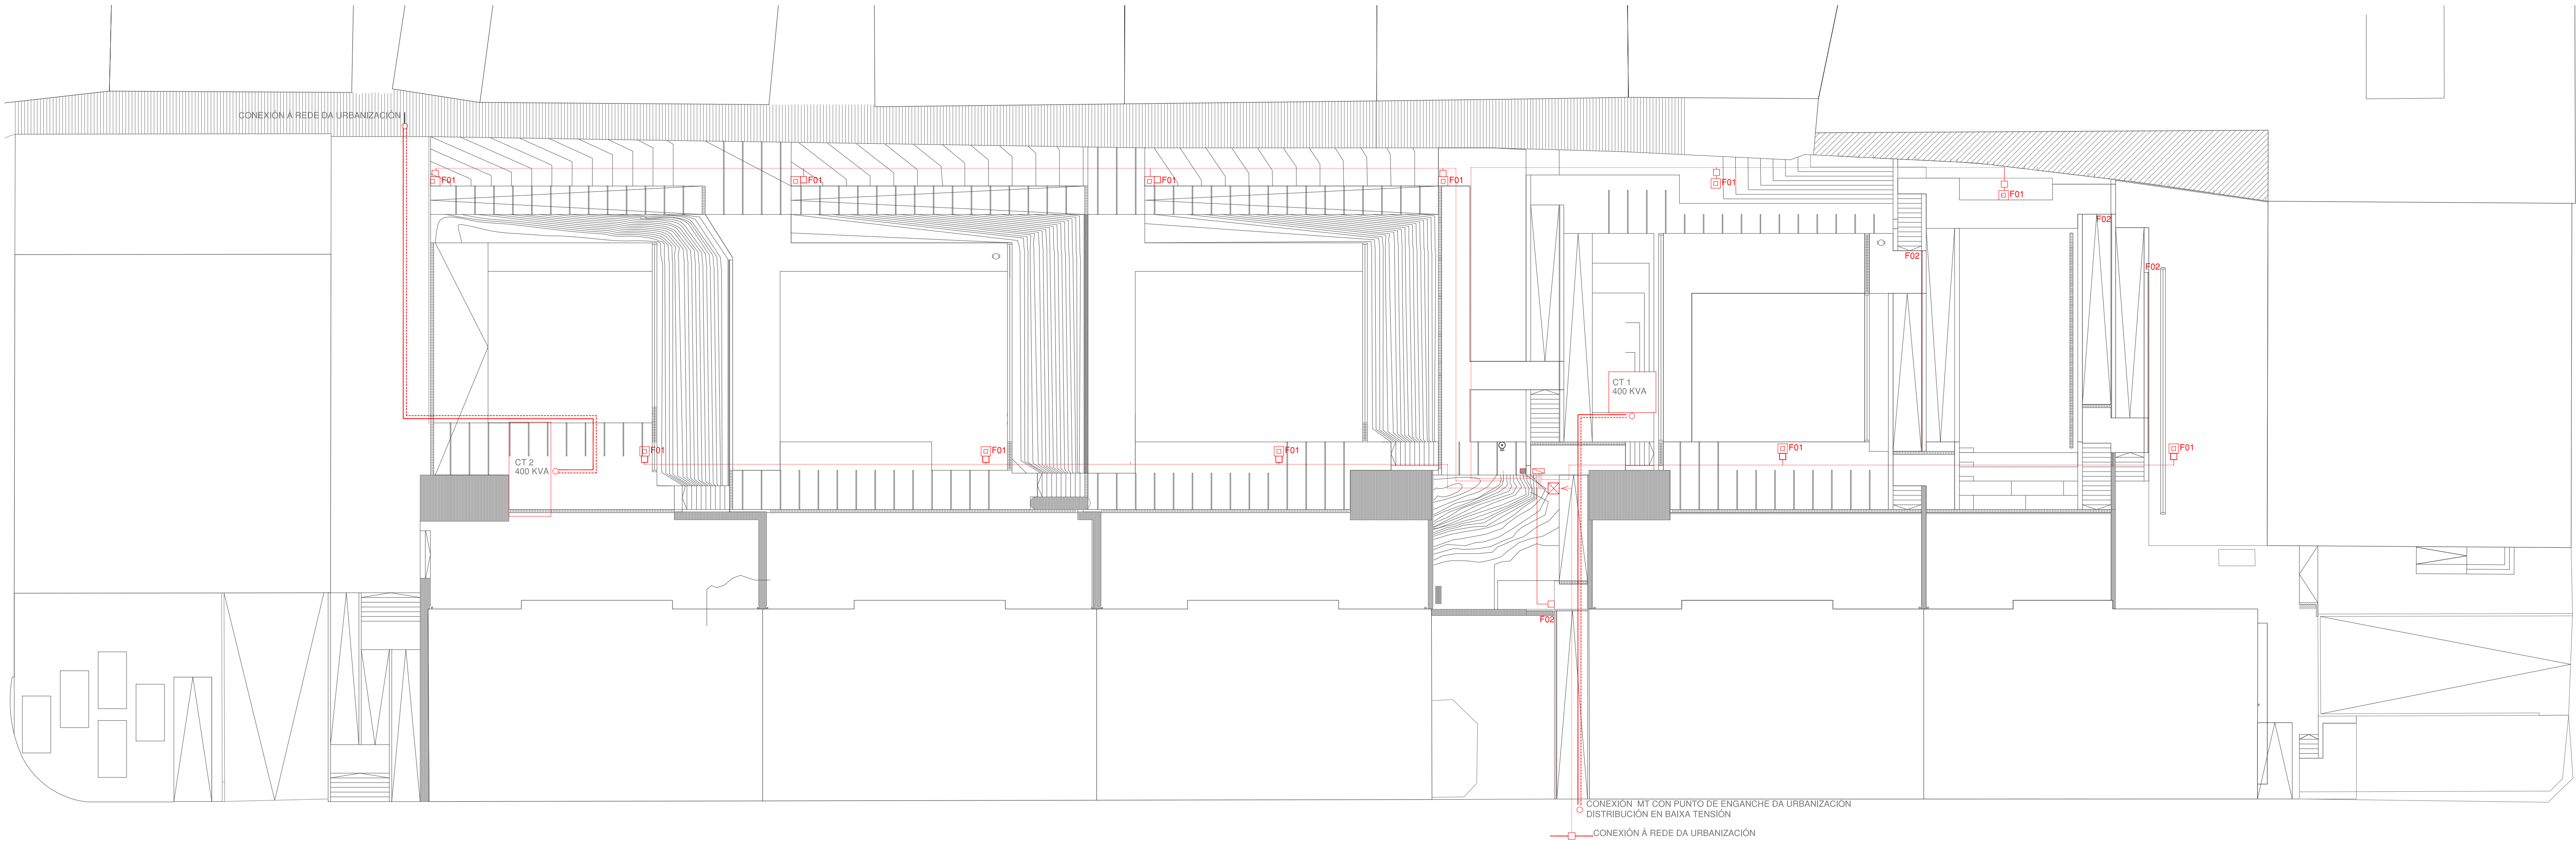 CONEXIÓN Á REDE DA URBANIZACIÓN
F01
F01
F01
F01
F01
F01
F02
F02
F02
CT 1
400 KVA
F01
F01
F01
F01
F01
CT 2
400 KVA
F02
CONEXIÓN MT CON PUNTO DE ENGANCHE DA URBANIZACIÓN
DISTRIBUCIÓN EN BAIXA TENSIÓN
CONEXIÓN Á REDE DA URBANIZACIÓN